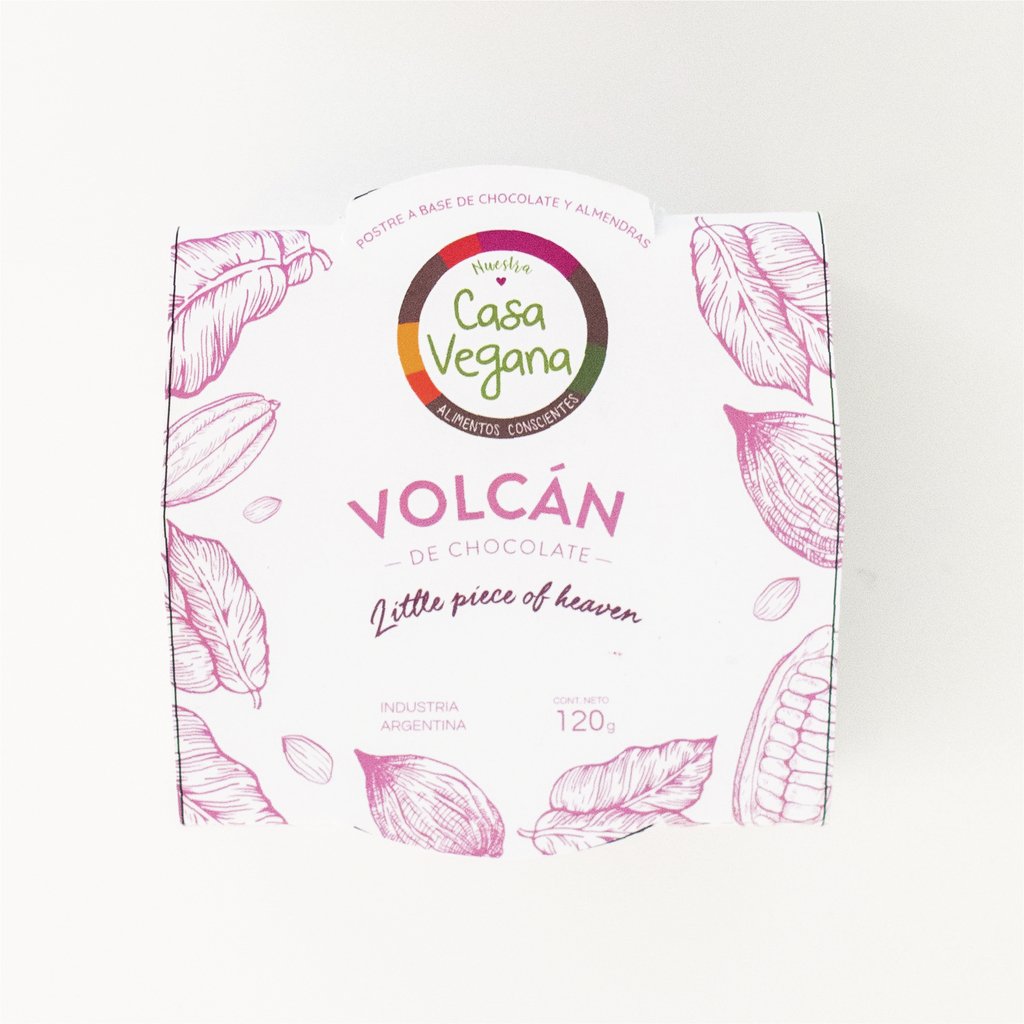 POSTRE A BASE DE CHOCOLATE Y ALMENDRAS
Nuestra
Casa
Vegana
ALIMENTOS CONSCIENTES
VOLCÁN
DE CHOCOLATE
Little piece of heaven
INDUSTRIA
ARGENTINA
CONT. NETO
120g